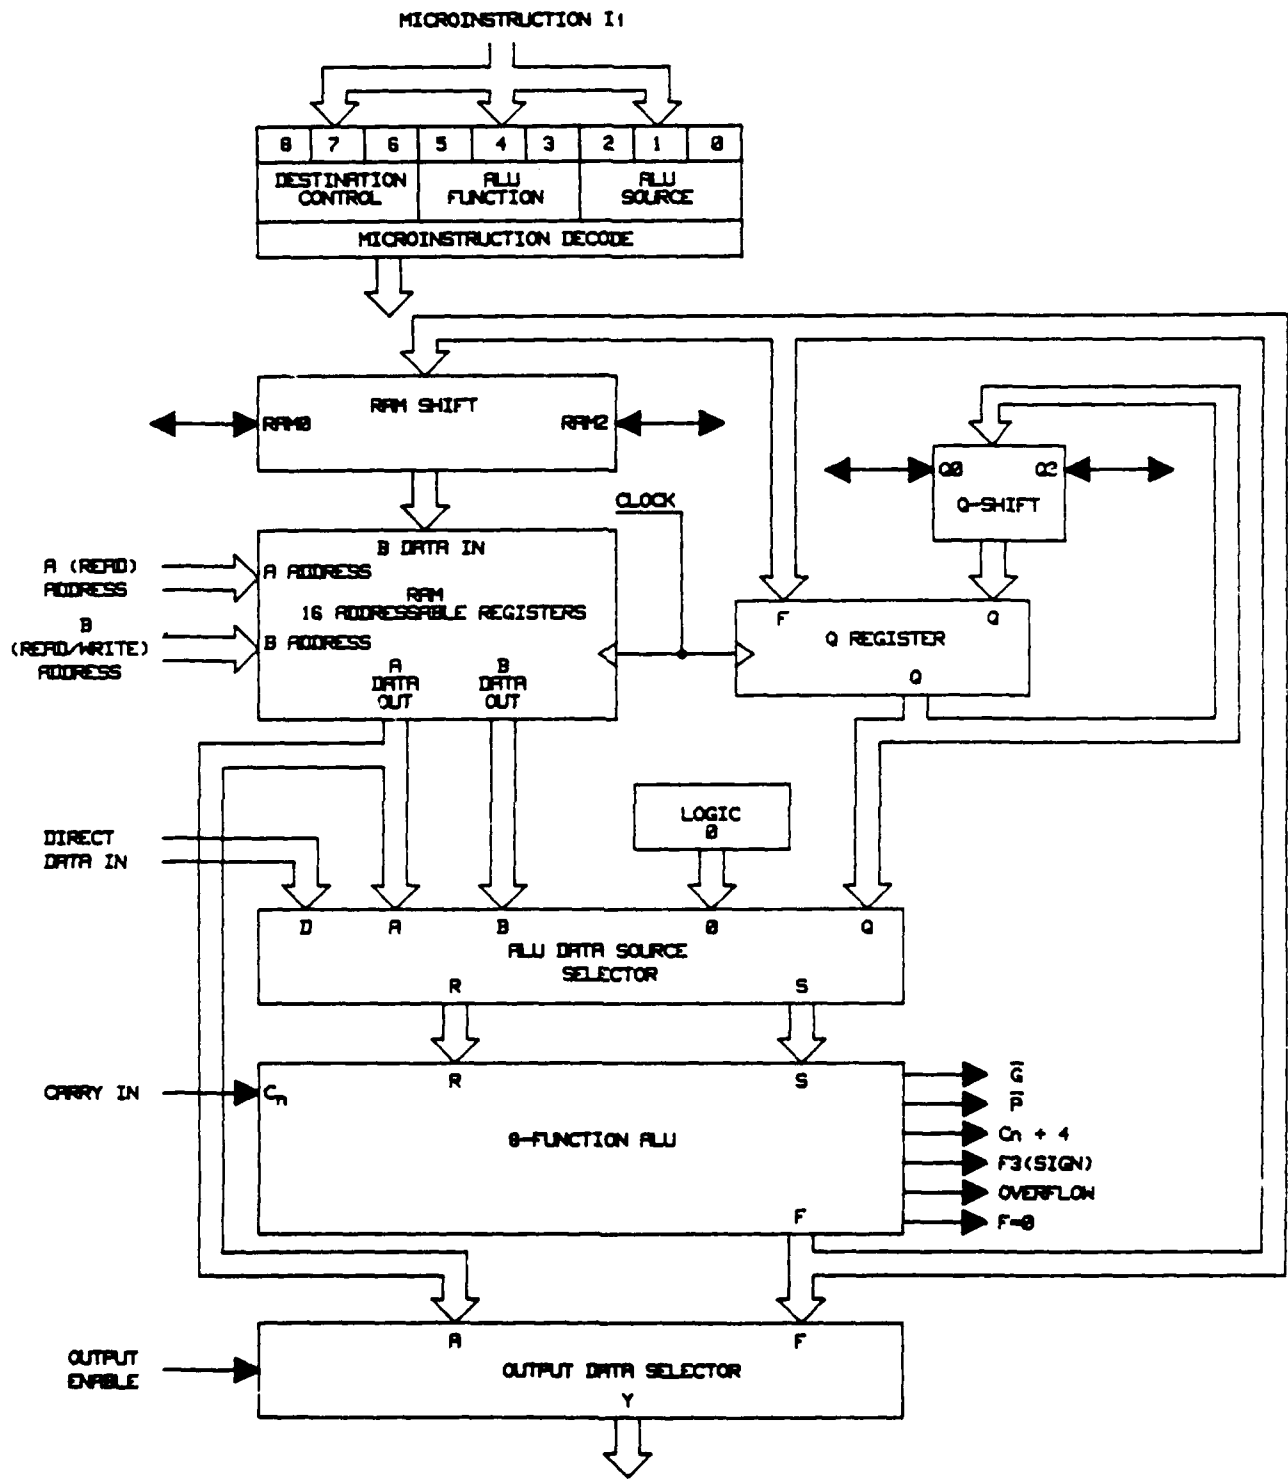 MICROINSTRUCTION I1
8 7 6 5 4 3 2 1 0
DESTINATION CONTROL
ALU FUNCTION
ALU SOURCE
MICROINSTRUCTION DECODE
RAM SHIFT
RAM0
RAM2
Q0
Q2
Q-SHIFT
CLOCK
B DATA IN
A (READ)
ADDRESS
A ADDRESS
RAM
16 ADDRESSABLE REGISTERS
B
(READ/WRITE)
ADDRESS
B ADDRESS
A
DATA
OUT
B
DATA
OUT
F
Q
Q REGISTER
Q
LOGIC
0
DIRECT
DATA IN
D A B 0 Q
ALU DATA SOURCE
SELECTOR
R S
CARRY IN
Cn
R S
8-FUNCTION ALU
F
G̅
P̅
Cn + 4
F3(SIGN)
OVERFLOW
F=0
A F
OUTPUT
ENABLE
OUTPUT DATA SELECTOR
Y